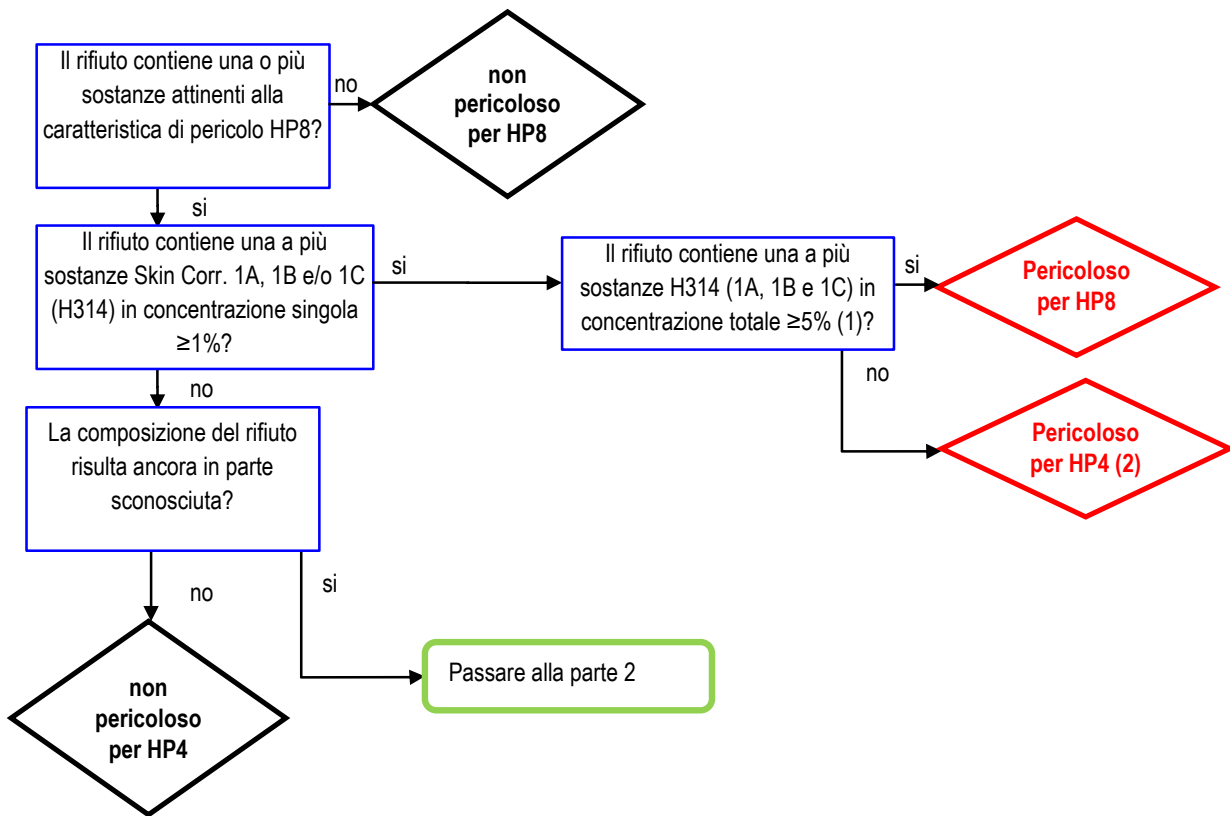 Il rifiuto contiene una o più
sostanze attinenti alla
caratteristica di pericolo HP8?
no
non
pericoloso
per HP8
si
Il rifiuto contiene una a più
sostanze Skin Corr. 1A, 1B e/o 1C
(H314) in concentrazione singola
≥1%?
si
Il rifiuto contiene una a più
sostanze H314 (1A, 1B e 1C) in
concentrazione totale ≥5% (1)?
si
Pericoloso
per HP8
no
Pericoloso
per HP4 (2)
no
La composizione del rifiuto
risulta ancora in parte
sconosciuta?
no
si
non
pericoloso
per HP4
Passare alla parte 2